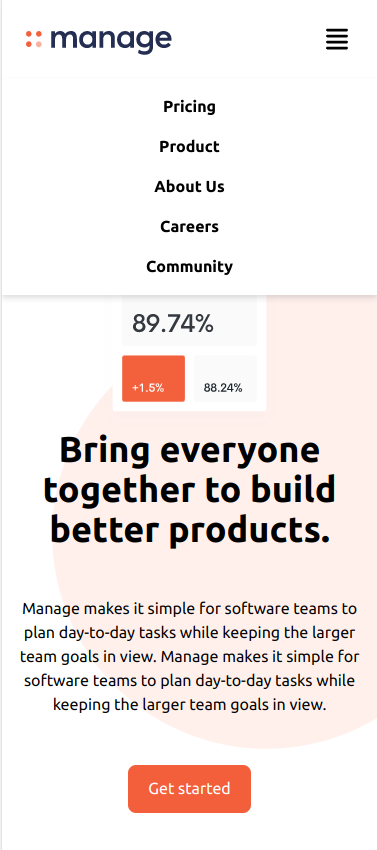 manage
Pricing
Product
About Us
Careers
Community
89.74%
+1.5%
88.24%
Bring everyone
together to build
better products.
Manage makes it simple for software teams to
plan day-to-day tasks while keeping the larger
team goals in view. Manage makes it simple for
software teams to plan day-to-day tasks while
keeping the larger team goals in view.
Get started